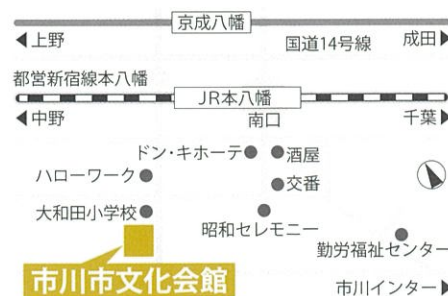 京成八幡
◀上野
国道14号線
成田▶
都営新宿線本八幡
JR本八幡
◀中野
南口
千葉▶
ドン・キホーテ
酒屋
ハローワーク
交番
大和田小学校
昭和セレモニー
勤労福祉センター
市川市文化会館
市川インター▶